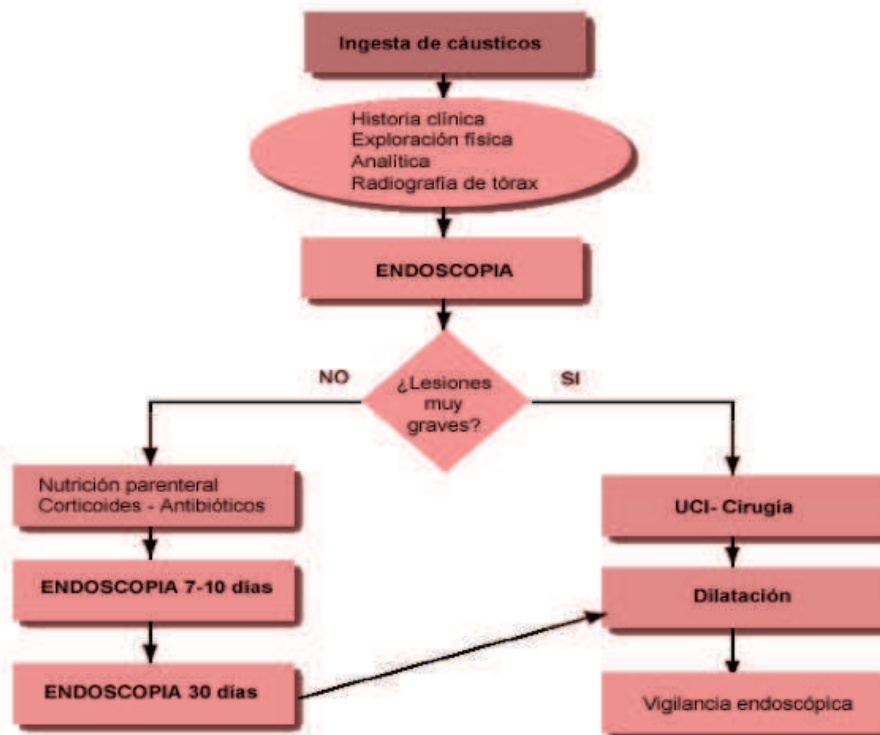 Ingesta de cáusticos
Historia clínica
Exploración física
Analítica
Radiografía de tórax
ENDOSCOPIA
¿Lesiones
muy
graves?
NO
SI
Nutrición parenteral
Corticoides - Antibióticos
ENDOSCOPIA 7-10 días
ENDOSCOPIA 30 días
UCI- Cirugía
Dilatación
Vigilancia endoscópica